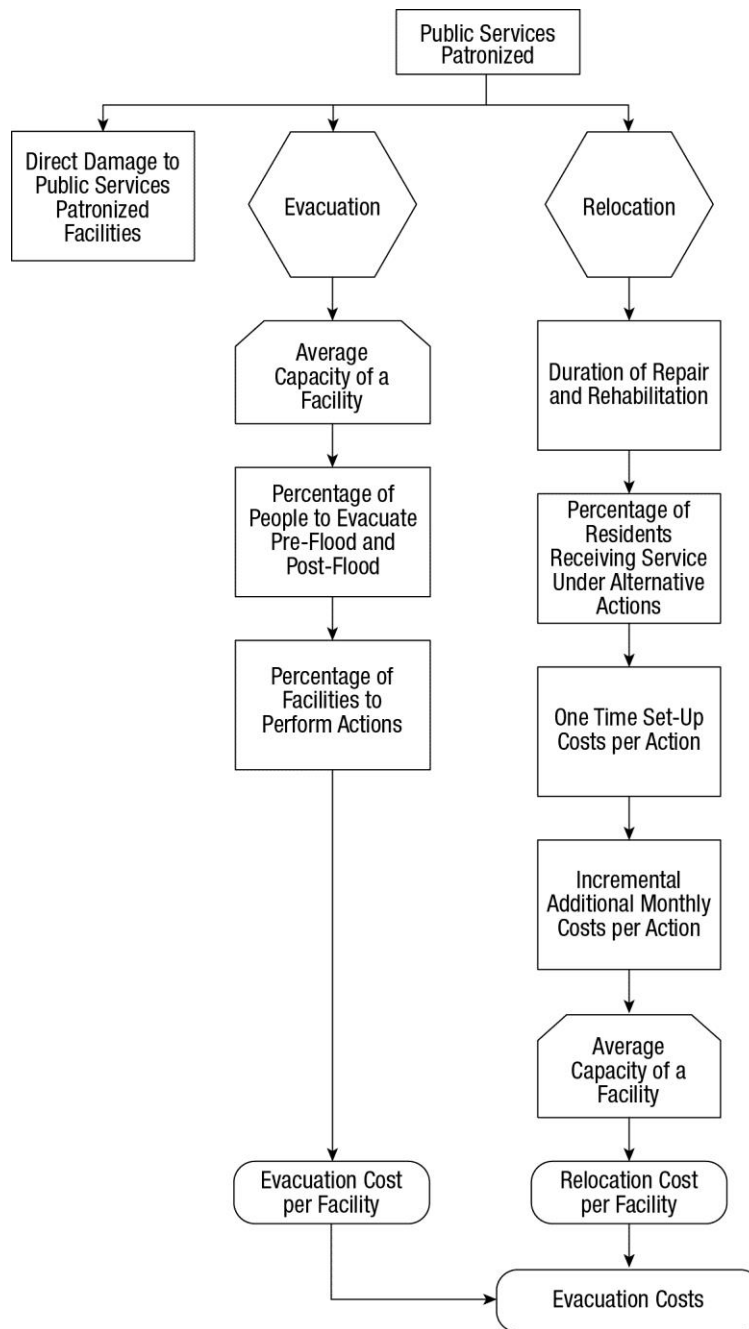 Public Services
Patronized
Direct Damage to
Public Services
Patronized
Facilities
Evacuation
Relocation
Average
Capacity of a
Facility
Duration of Repair
and Rehabilitation
Percentage of
People to Evacuate
Pre-Flood and
Post-Flood
Percentage of
Residents
Receiving Service
Under Alternative
Actions
Percentage of
Facilities to
Perform Actions
One Time Set-Up
Costs per Action
Incremental
Additional Monthly
Costs per Action
Average
Capacity of a
Facility
Evacuation Cost
per Facility
Relocation Cost
per Facility
Evacuation Costs